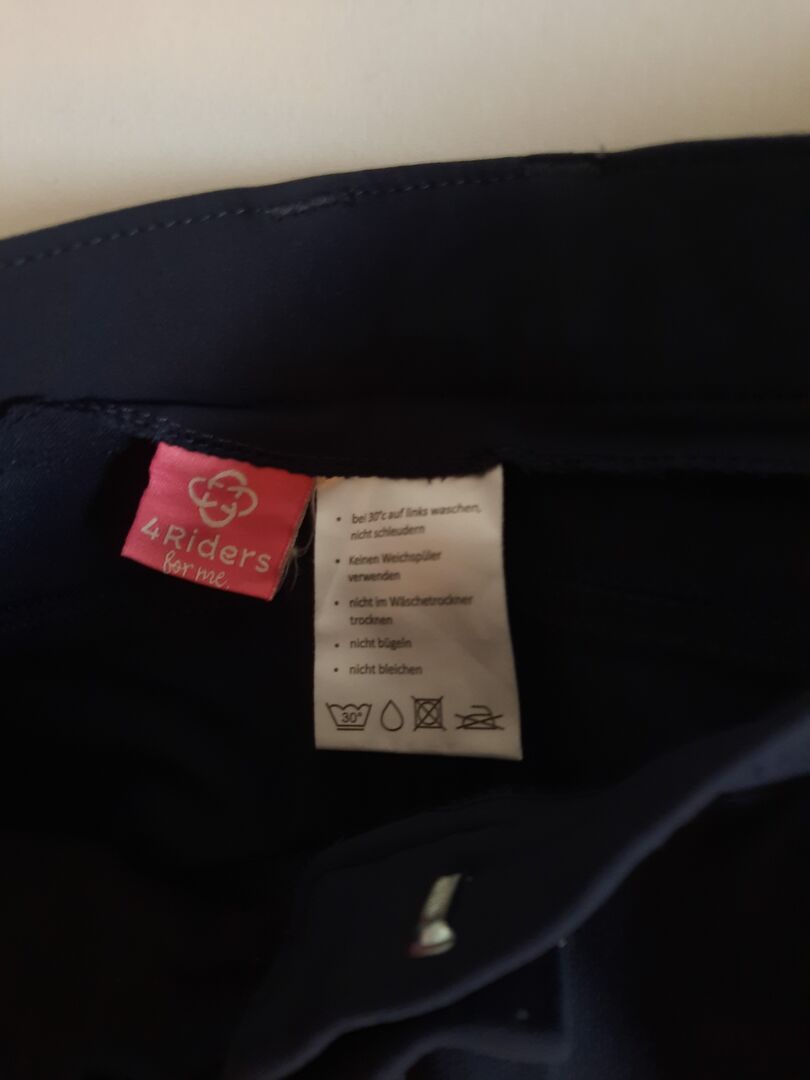 4Riders
for me.
• bei 30°c auf links waschen,
nicht schleudern
• Keinen Weichspüler
verwenden
• nicht im Wäschetrockner
trocknen
• nicht bügeln
• nicht bleichen
30°